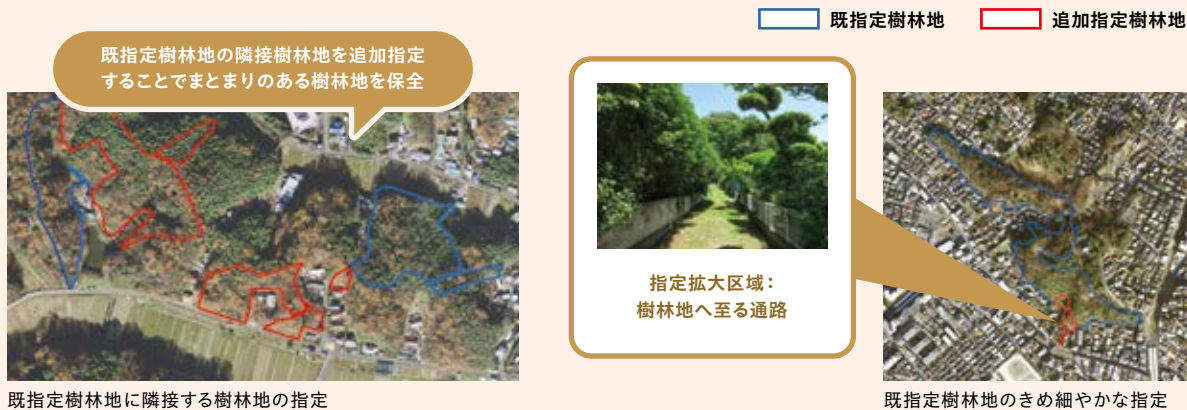 既指定樹林地
追加指定樹林地
既指定樹林地の隣接樹林地を追加指定
することでまとまりのある樹林地を保全
指定拡大区域：
樹林地へ至る通路
既指定樹林地に隣接する樹林地の指定
既指定樹林地のきめ細やかな指定